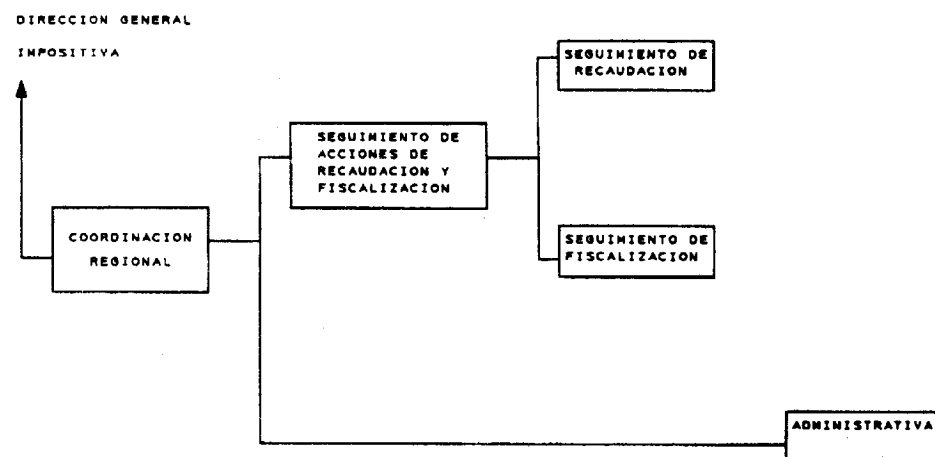 DIRECCION GENERAL
IMPOSITIVA
SEGUIMIENTO DE
RECAUDACION
SEGUIMIENTO DE
ACCIONES DE
RECAUDACION Y
FISCALIZACION
COORDINACION
REGIONAL
SEGUIMIENTO DE
FISCALIZACION
ADMINISTRATIVA